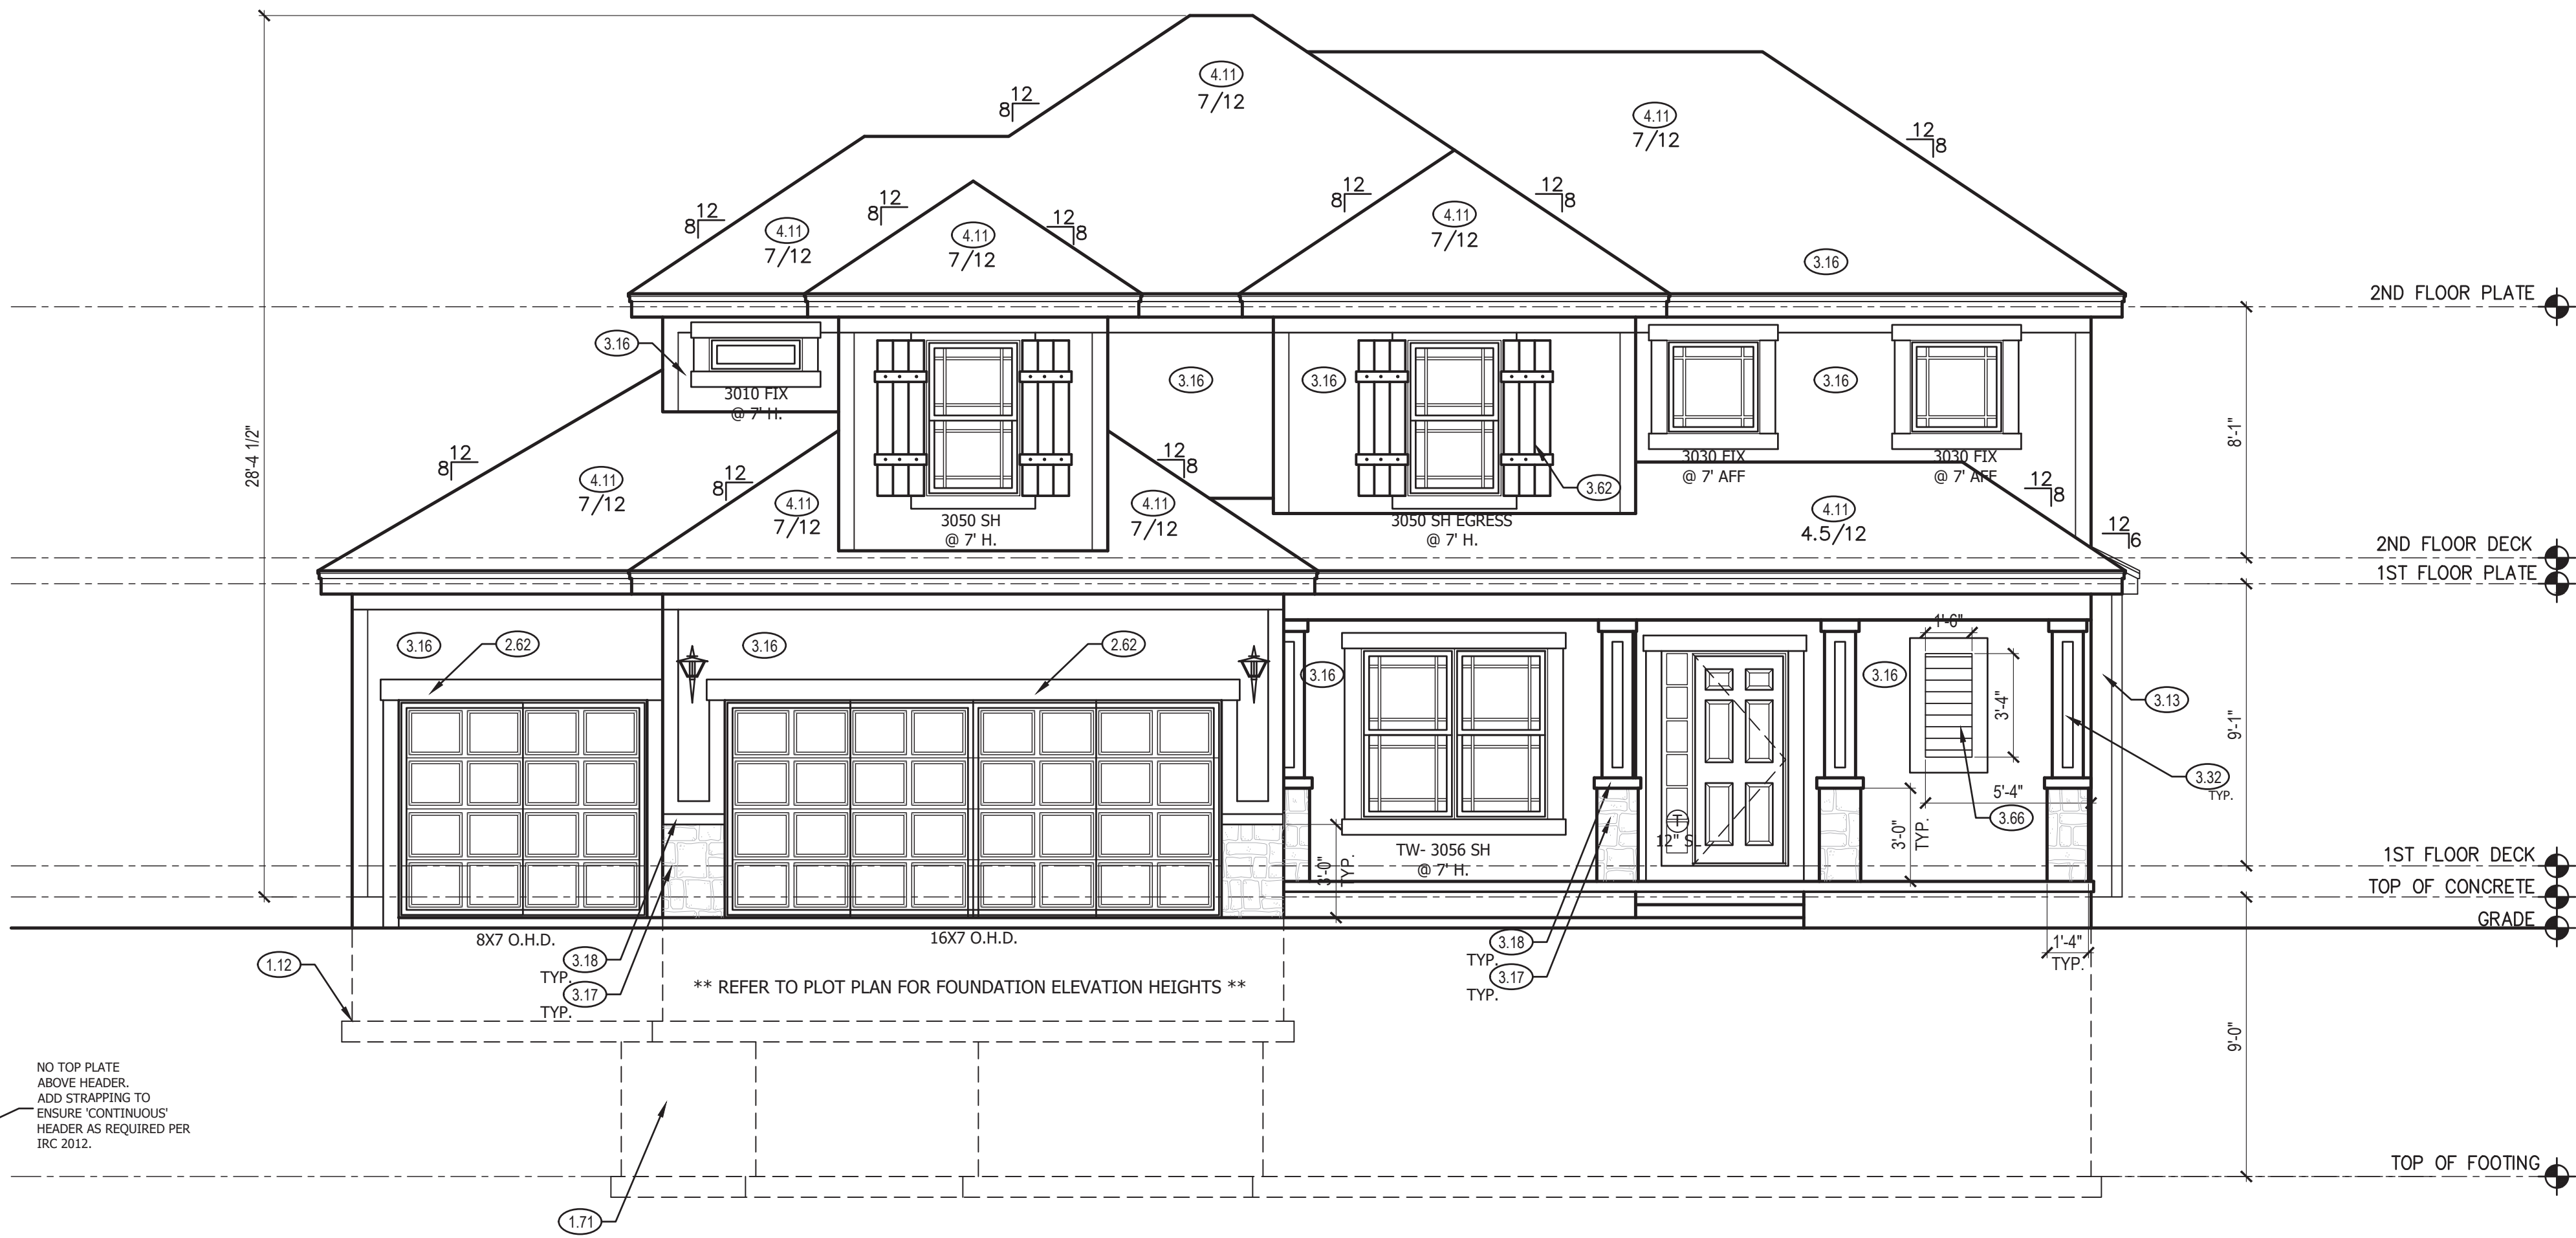 4.11
7/12
12
8
4.11
7/12
12
8
12
8
12
8
12
8
12
8
12
8
12
8
4.11
7/12
4.11
7/12
4.11
7/12
3.16
2ND FLOOR PLATE
3.16
3010 FIX
@ 7' H.
3.16
3.16
3.16
28'-4 1/2"
8'-1"
12
8
12
8
12
8
3030 FIX
@ 7' AFF
3030 FIX
@ 7' AFF
12
8
4.11
7/12
4.11
7/12
4.11
7/12
3.62
3050 SH
@ 7' H.
3050 SH EGRESS
@ 7' H.
4.11
4.5/12
12
6
2ND FLOOR DECK
1ST FLOOR PLATE
3.16
2.62
3.16
2.62
3.16
3.16
1'-6"
3'-4"
3.13
9'-1"
3.32
TYP.
5'-4"
3.66
3'-0"
TYP.
3'-0"
TYP.
12" SL
TW- 3056 SH
@ 7' H.
T
1ST FLOOR DECK
TOP OF CONCRETE
GRADE
8X7 O.H.D.
16X7 O.H.D.
1'-4"
TYP.
1.12
3.18
TYP.
3.17
TYP.
3.18
TYP.
3.17
TYP.
** REFER TO PLOT PLAN FOR FOUNDATION ELEVATION HEIGHTS **
9'-0"
NO TOP PLATE
ABOVE HEADER.
ADD STRAPPING TO
ENSURE 'CONTINUOUS'
HEADER AS REQUIRED PER
IRC 2012.
TOP OF FOOTING
1.71